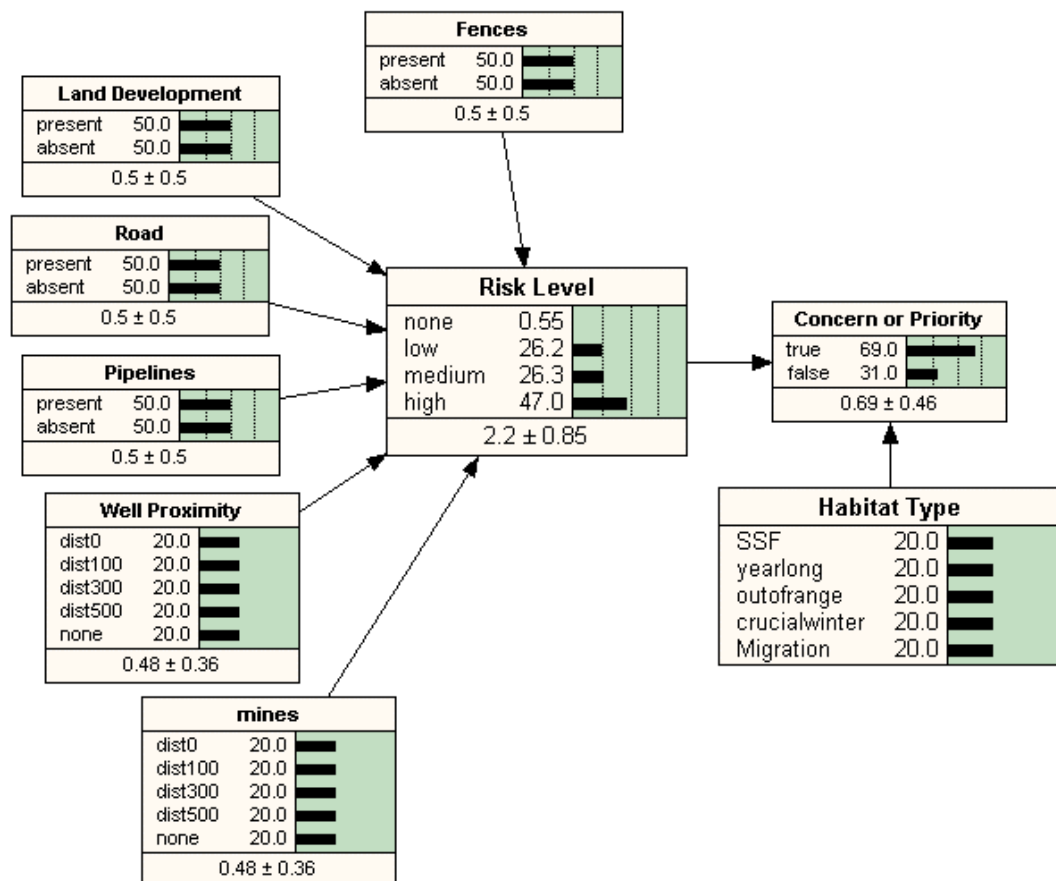 Fences
present 50.0
absent 50.0
0.5 ± 0.5
Land Development
present 50.0
absent 50.0
0.5 ± 0.5
Road
present 50.0
absent 50.0
0.5 ± 0.5
Pipelines
present 50.0
absent 50.0
0.5 ± 0.5
Risk Level
none 0.55
low 26.2
medium 26.3
high 47.0
2.2 ± 0.85
Concern or Priority
true 69.0
false 31.0
0.69 ± 0.46
Well Proximity
dist0 20.0
dist100 20.0
dist300 20.0
dist500 20.0
none 20.0
0.48 ± 0.36
Habitat Type
SSF 20.0
yearlong 20.0
outofrange 20.0
crucialwinter 20.0
Migration 20.0
mines
dist0 20.0
dist100 20.0
dist300 20.0
dist500 20.0
none 20.0
0.48 ± 0.36